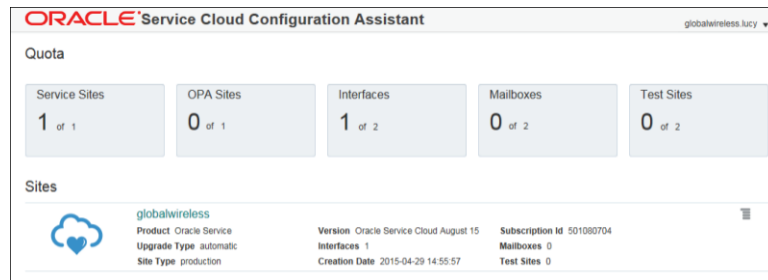 ORACLE Service Cloud Configuration Assistant
globalwireless.lucy
Quota
Service Sites
1 of 1
OPA Sites
0 of 1
Interfaces
1 of 2
Mailboxes
0 of 2
Test Sites
0 of 2
Sites
globalwireless
Product Oracle Service
Version Oracle Service Cloud August 15
Subscription Id 501080704
Upgrade Type automatic
Interfaces 1
Mailboxes 0
Site Type production
Creation Date 2015-04-29 14:55:57
Test Sites 0